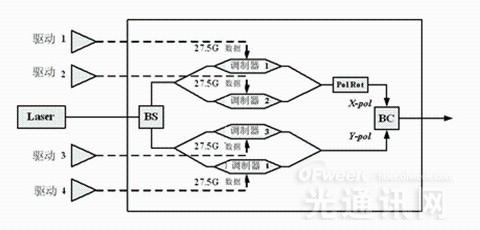 驱动 1
27.5G 数据
调制器 1
驱动 2
27.5G 数据
PolRot
调制器 2
X-pol
Laser
BS
BC
调制器 3
Y-pol
驱动 3
27.5G 数据
调制器 4
驱动 4
27.5G 数据
OFweek
光通讯网